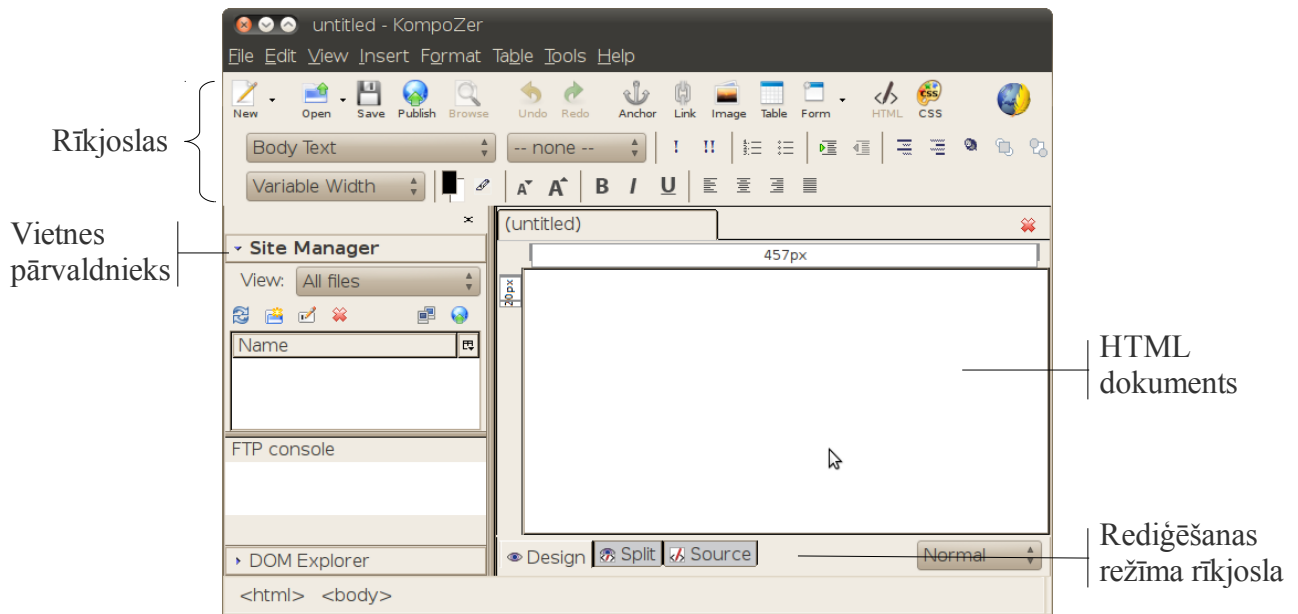 untitled - KompoZer
File Edit View Insert Format Table Tools Help
New Open Save Publish Browse Undo Redo Anchor Link Image Table Form HTML CSS
Rīkjoslas
Body Text -- none -- ! !!
Variable Width A A B I U
(untitled)
Vietnes
pārvaldnieks
Site Manager
457px
View: All files
20px
Name
HTML
dokuments
FTP console
Rediģēšanas
režīma rīkjosla
DOM Explorer
Design Split Source Normal
<html> <body>